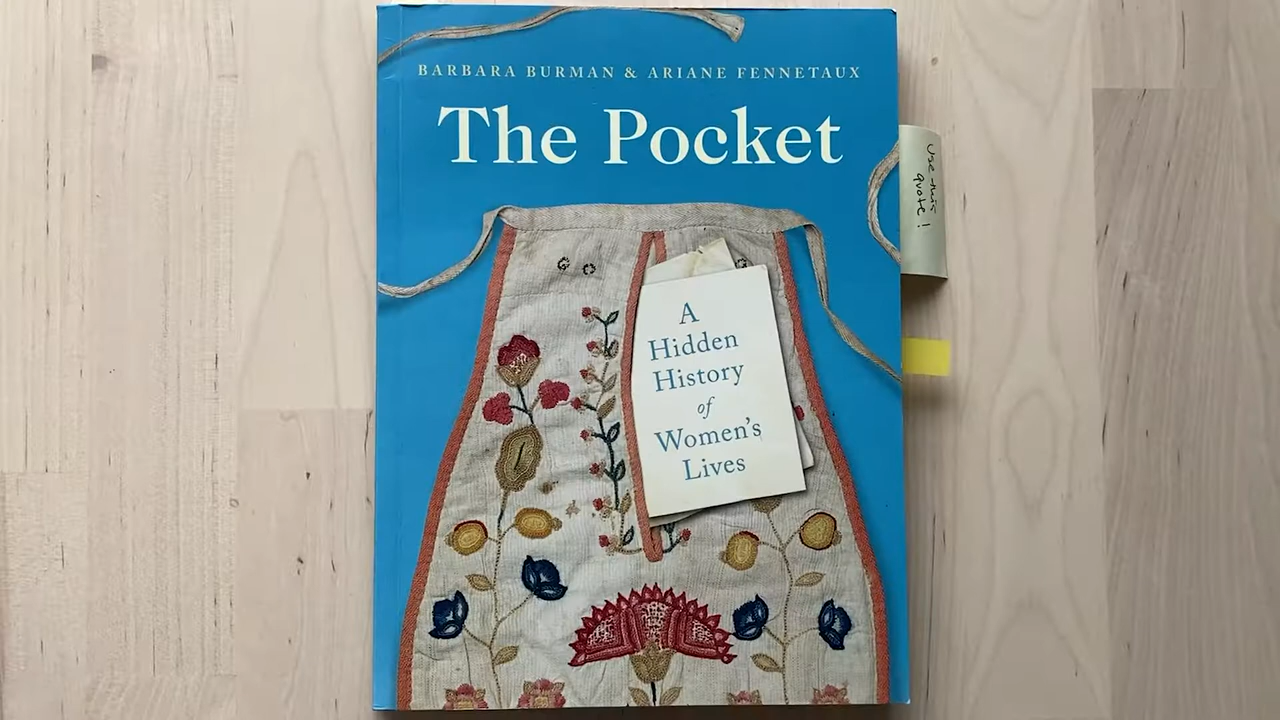 BARBARA BURMAN & ARIANE FENNETAUX
The Pocket
Use this
quote!
G O
G
A
Hidden
History
of
Women's
Lives